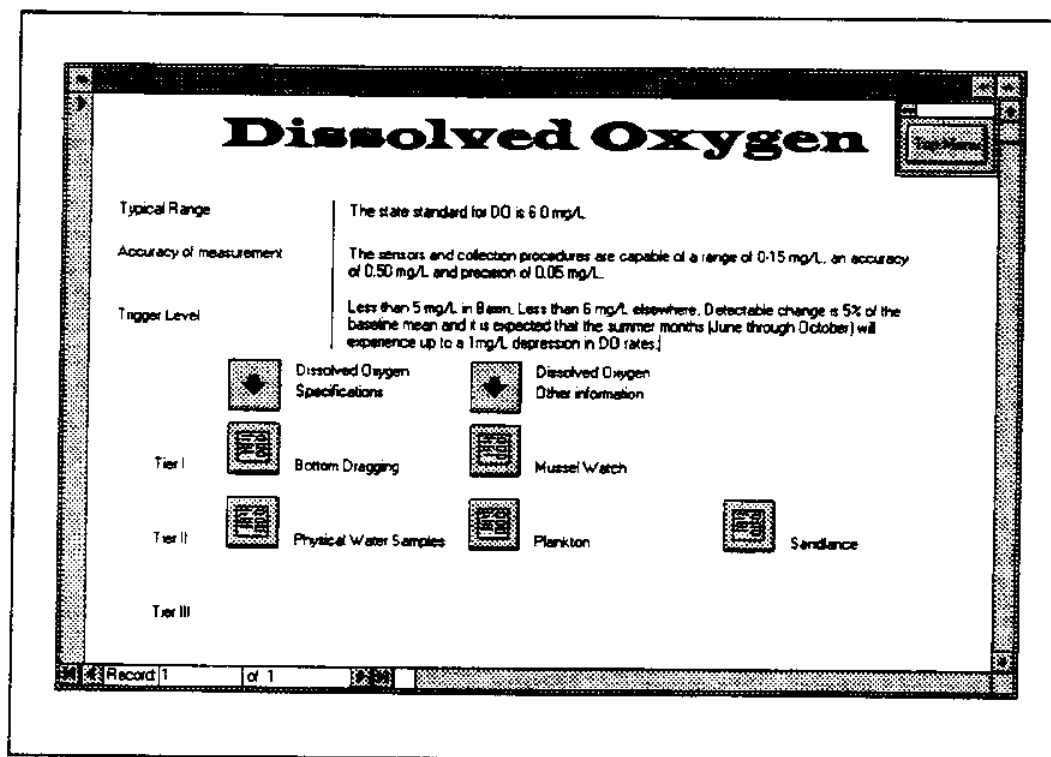 Dissolved Oxygen
Top Menu
Typical Range
The state standard for DO is 6.0 mg/L
Accuracy of measurement
The sensors and collection procedures are capable of a range of 0-15 mg/L, an accuracy
of 0.50 mg/L and precision of 0.05 mg/L.
Trigger Level
Less than 5 mg/L in Basin. Less than 6 mg/L elsewhere. Detectable change is 5% of the
baseline mean and it is expected that the summer months (June through October) will
experience up to a 1mg/L depression in DO rates.
Dissolved Oxygen
Specifications
Dissolved Oxygen
Other information
Tier I
Bottom Dragging
Mussel Watch
Tier II
Physical Water Samples
Plankton
Sandlance
Tier III
Record: 1 of 1